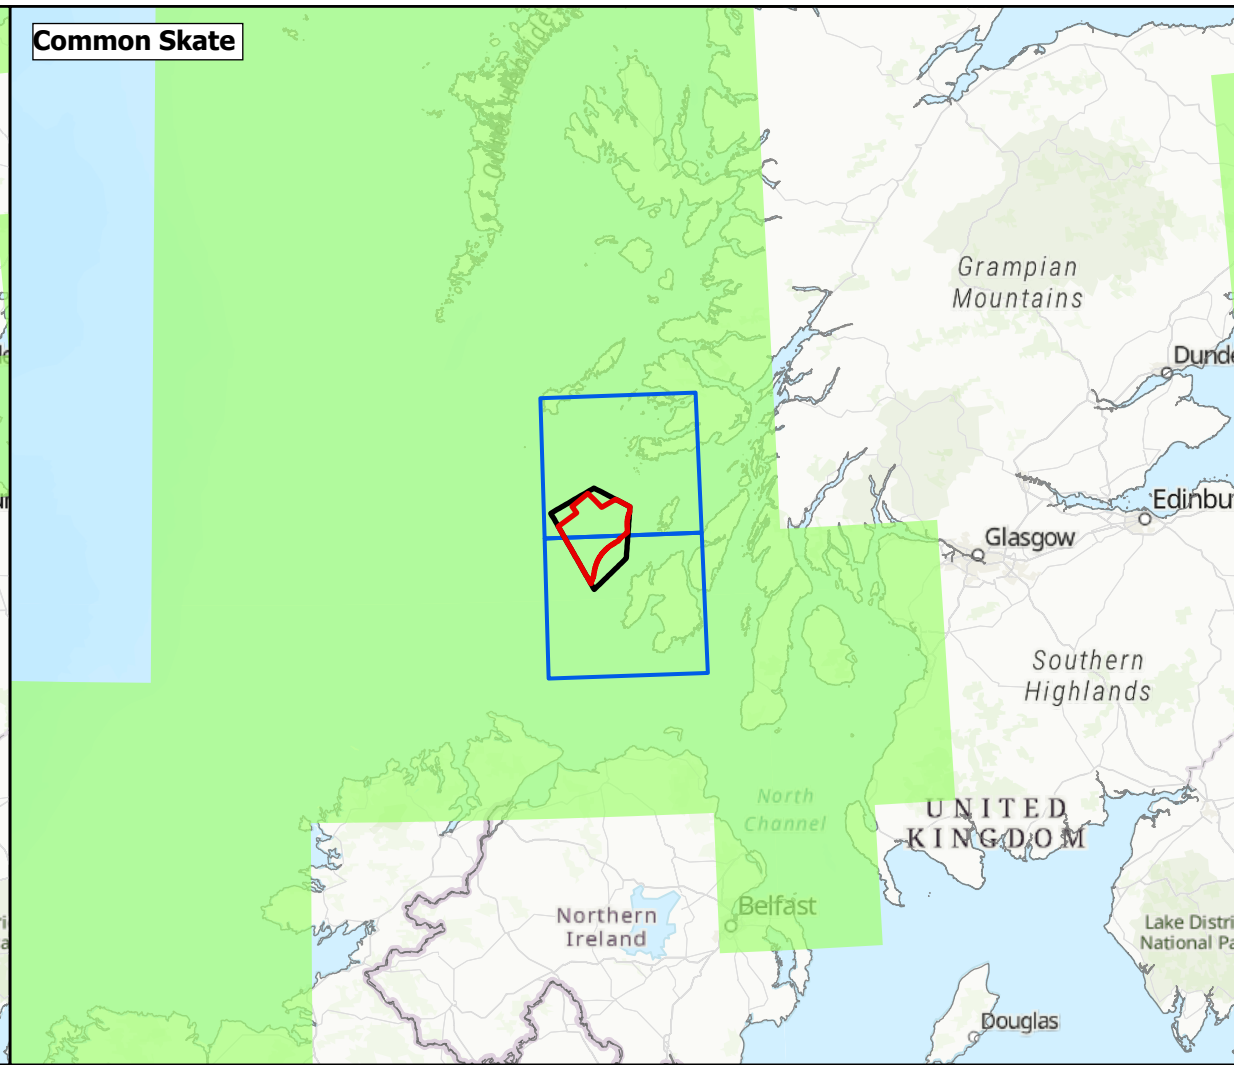 Common Skate
Grampian
Mountains
Dunde
Edinbu
Glasgow
Southern
Highlands
North
Channel
UNITED
KINGDOM
Belfast
Northern
Ireland
Lake Distri
National Pa
Douglas